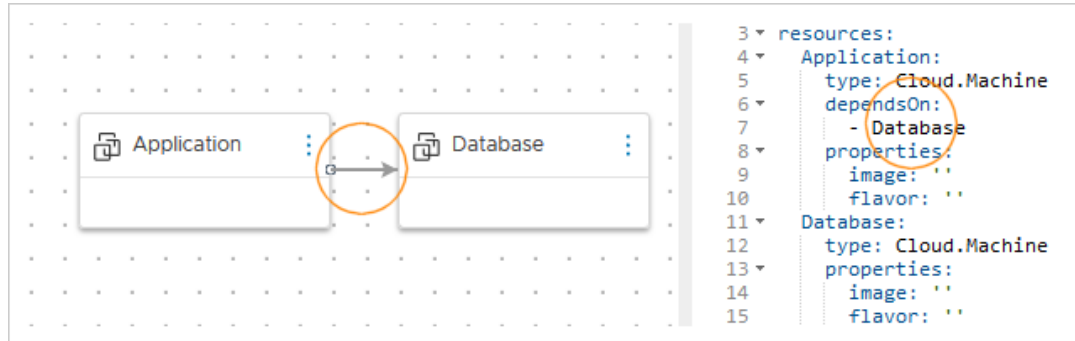 Application
Database
3 resources:
4 Application:
5 type: Cloud.Machine
6 dependsOn:
7 - Database
8 properties:
9 image: ''
10 flavor: ''
11 Database:
12 type: Cloud.Machine
13 properties:
14 image: ''
15 flavor: ''